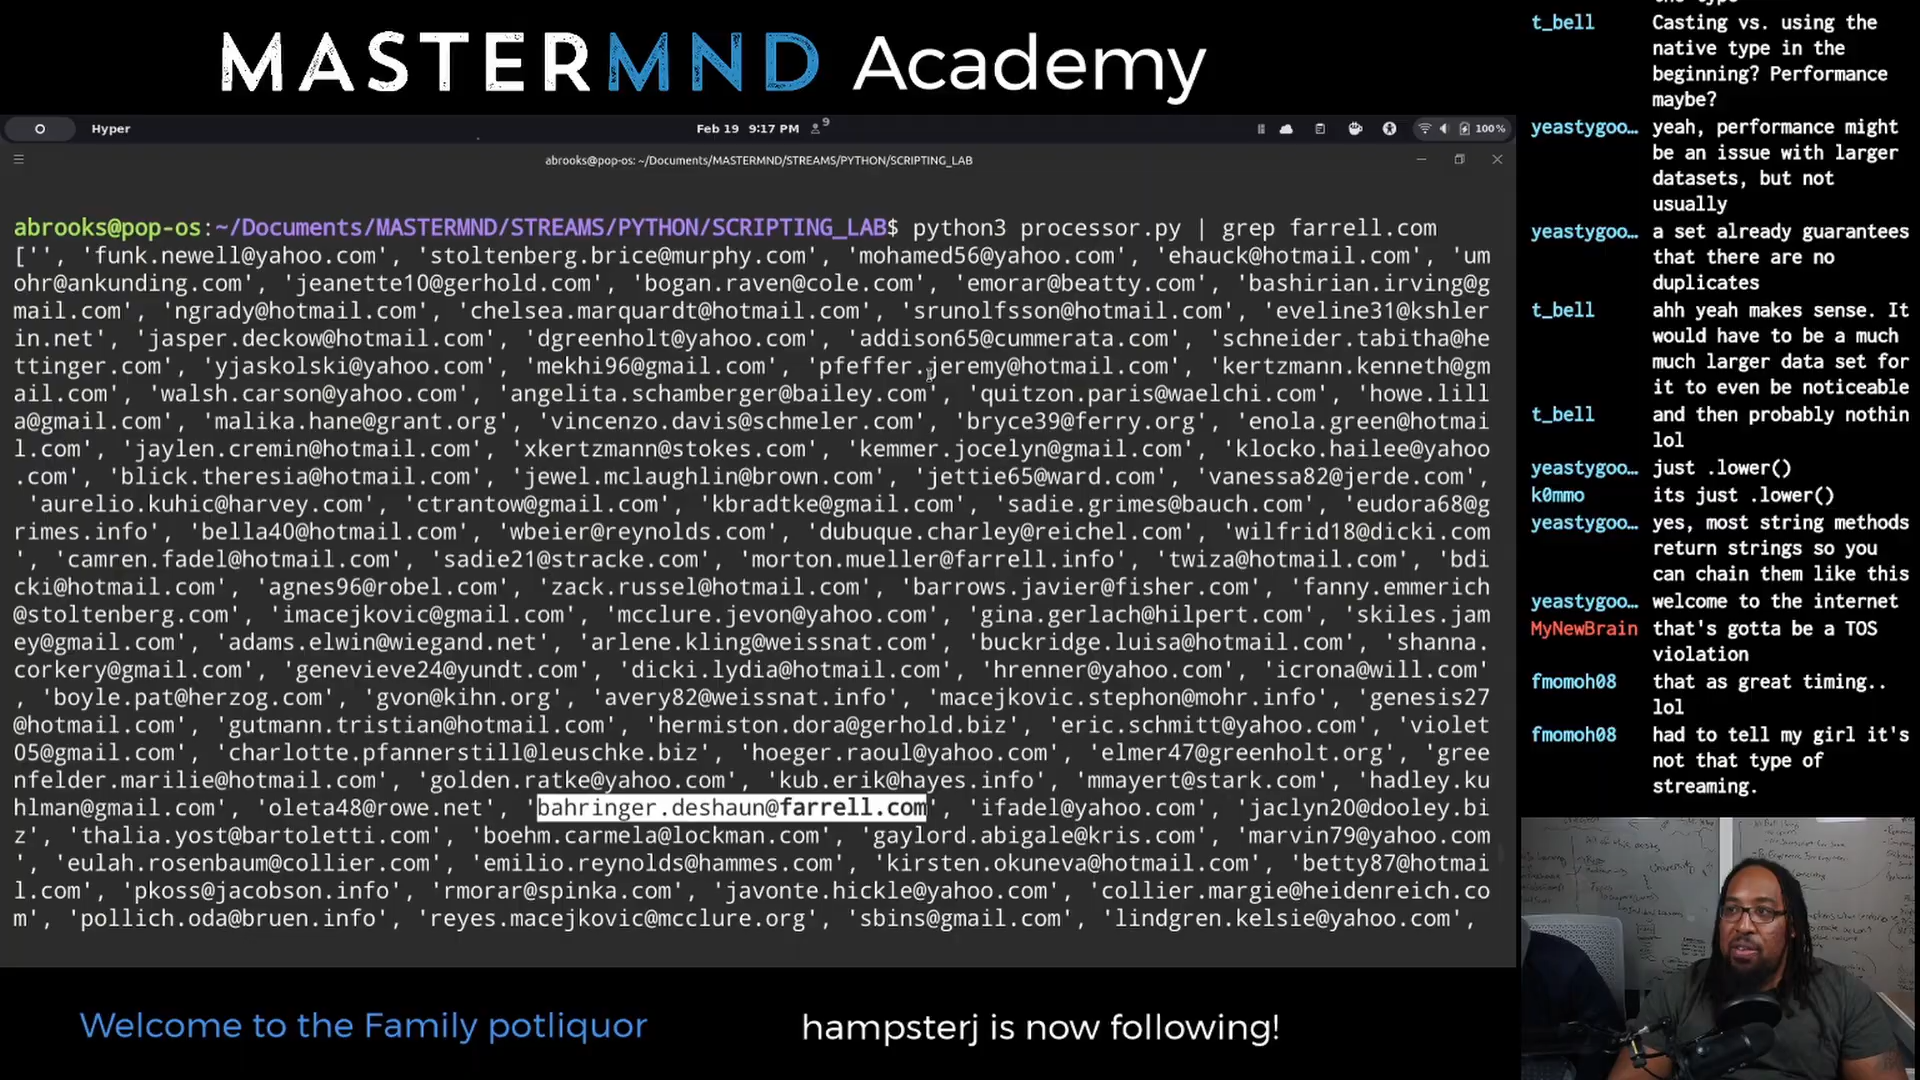 MASTERMND Academy
Hyper
Feb 19 9:17 PM
9
100%
abrooks@pop-os: ~/Documents/MASTERMND/STREAMS/PYTHON/SCRIPTING_LAB
abrooks@pop-os:~/Documents/MASTERMND/STREAMS/PYTHON/SCRIPTING_LAB$ python3 processor.py | grep farrell.com
['', 'funk.newell@yahoo.com', 'stoltenberg.brice@murphy.com', 'mohamed56@yahoo.com', 'ehauck@hotmail.com', 'um
ohr@ankunding.com', 'jeanette10@gerhold.com', 'bogan.raven@cole.com', 'emorar@beatty.com', 'bashirian.irving@g
mail.com', 'ngrady@hotmail.com', 'chelsea.marquardt@hotmail.com', 'srunolfsson@hotmail.com', 'eveline31@kshler
in.net', 'jasper.deckow@hotmail.com', 'dgreenholt@yahoo.com', 'addison65@cummerata.com', 'schneider.tabitha@he
ttinger.com', 'yjaskolski@yahoo.com', 'mekhi96@gmail.com', 'pfeffer.jeremy@hotmail.com', 'kertzmann.kenneth@gm
ail.com', 'walsh.carson@yahoo.com', 'angelita.schamberger@bailey.com', 'quitzon.paris@waelchi.com', 'howe.lill
a@gmail.com', 'malika.hane@grant.org', 'vincenzo.davis@schmeler.com', 'bryce39@ferry.org', 'enola.green@hotmai
l.com', 'jaylen.cremin@hotmail.com', 'xkertzmann@stokes.com', 'kemmer.jocelyn@gmail.com', 'klocko.hailee@yahoo
.com', 'blick.theresia@hotmail.com', 'jewel.mclaughlin@brown.com', 'jettie65@ward.com', 'vanessa82@jerde.com',
'aurelio.kuhic@harvey.com', 'ctrantow@gmail.com', 'kbradtke@gmail.com', 'sadie.grimes@bauch.com', 'eudora68@g
rimes.info', 'bella40@hotmail.com', 'wbeier@reynolds.com', 'dubuque.charley@reichel.com', 'wilfrid18@dicki.com
', 'camren.fadel@hotmail.com', 'sadie21@stracke.com', 'morton.mueller@farrell.info', 'twiza@hotmail.com', 'bdi
cki@hotmail.com', 'agnes96@robel.com', 'zack.russel@hotmail.com', 'barrows.javier@fisher.com', 'fanny.emmerich
@stoltenberg.com', 'imacejkovic@gmail.com', 'mcclure.jevon@yahoo.com', 'gina.gerlach@hilpert.com', 'skiles.jam
ey@gmail.com', 'adams.elwin@wiegand.net', 'arlene.kling@weissnat.com', 'buckridge.luisa@hotmail.com', 'shanna.
corkery@gmail.com', 'genevieve24@yundt.com', 'dicki.lydia@hotmail.com', 'hrenner@yahoo.com', 'icrona@will.com'
, 'boyle.pat@herzog.com', 'gvon@kihn.org', 'avery82@weissnat.info', 'macejkovic.stephon@mohr.info', 'genesis27
@hotmail.com', 'gutmann.tristian@hotmail.com', 'hermiston.dora@gerhold.biz', 'eric.schmitt@yahoo.com', 'violet
05@gmail.com', 'charlotte.pfannerstill@leuschke.biz', 'hoeger.raoul@yahoo.com', 'elmer47@greenholt.org', 'gree
nfelder.marilie@hotmail.com', 'golden.ratke@yahoo.com', 'kub.erik@hayes.info', 'mmayert@stark.com', 'hadley.ku
hlman@gmail.com', 'oleta48@rowe.net', 'bahringer.deshaun@farrell.com', 'ifadel@yahoo.com', 'jaclyn20@dooley.bi
z', 'thalia.yost@bartoletti.com', 'boehm.carmela@lockman.com', 'gaylord.abigale@kris.com', 'marvin79@yahoo.com
', 'eulah.rosenbaum@collier.com', 'emilio.reynolds@hammes.com', 'kirsten.okuneva@hotmail.com', 'betty87@hotmai
l.com', 'pkoss@jacobson.info', 'rmorar@spinka.com', 'javonte.hickle@yahoo.com', 'collier.margie@heidenreich.co
m', 'pollich.oda@bruen.info', 'reyes.macejkovic@mcclure.org', 'sbins@gmail.com', 'lindgren.kelsie@yahoo.com',
Welcome to the Family potliquor
hampsterj is now following!
the type
t_bell Casting vs. using the
native type in the
beginning? Performance
maybe?
yeastygoo… yeah, performance might
be an issue with larger
datasets, but not
usually
yeastygoo… a set already guarantees
that there are no
duplicates
t_bell ahh yeah makes sense. It
would have to be a much
much larger data set for
it to even be noticeable
t_bell and then probably nothin
lol
yeastygoo… just .lower()
k0mmo its just .lower()
yeastygoo… yes, most string methods
return strings so you
can chain them like this
yeastygoo… welcome to the internet
MyNewBrain that's gotta be a TOS
violation
fmomoh08 that as great timing..
lol
fmomoh08 had to tell my girl it's
not that type of
streaming.